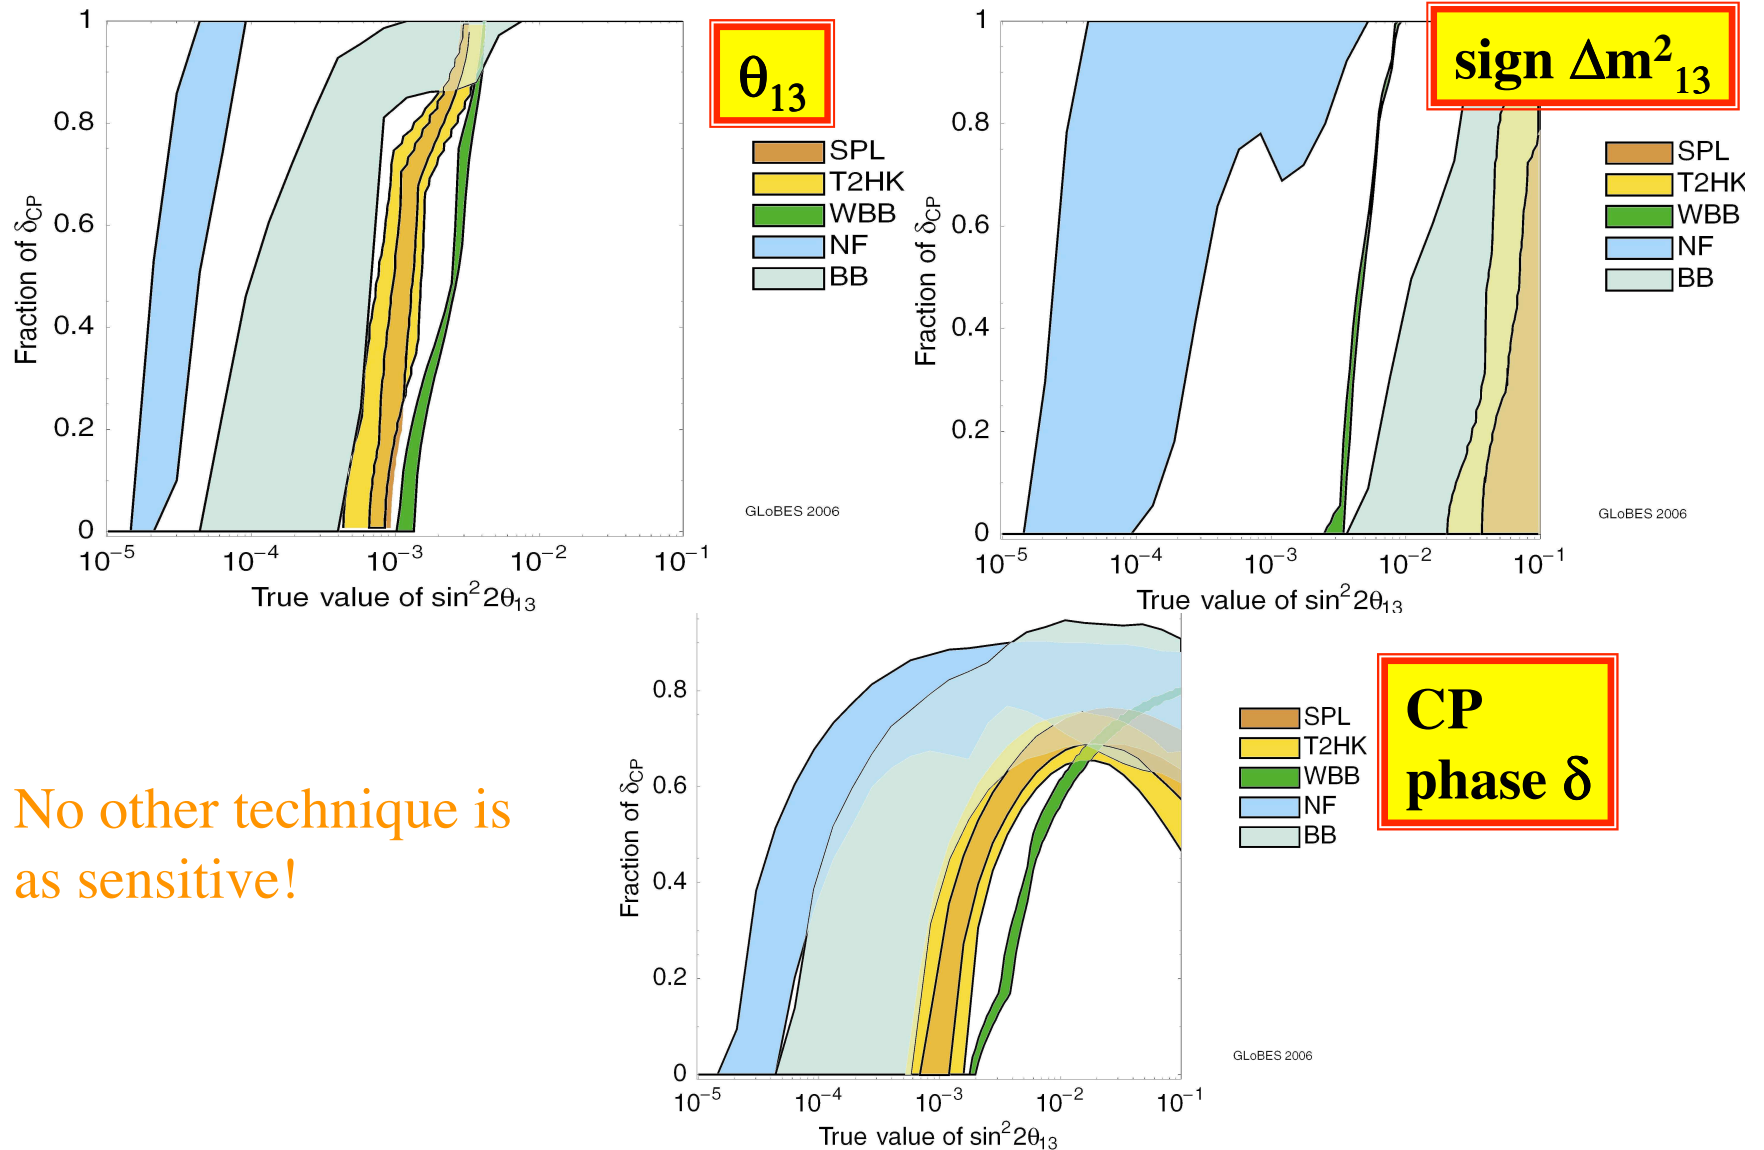 θ13
sign Δm²13
1
0.8
0.6
0.4
0.2
0
Fraction of δCP
10−5
10−4
10−3
10−2
10−1
True value of sin²2θ13
SPL
T2HK
WBB
NF
BB
GLoBES 2006
1
0.8
0.6
0.4
0.2
0
Fraction of δCP
10−5
10−4
10−3
10−2
10−1
True value of sin²2θ13
SPL
T2HK
WBB
NF
BB
GLoBES 2006
No other technique is
as sensitive!
0.8
0.6
0.4
0.2
0
Fraction of δCP
10−5
10−4
10−3
10−2
10−1
True value of sin²2θ13
SPL
T2HK
WBB
NF
BB
GLoBES 2006
CP
phase δ